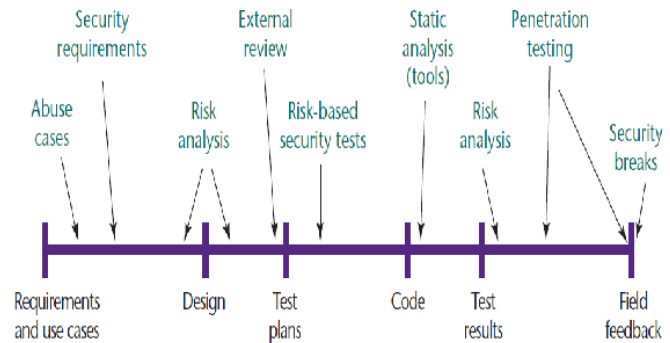 Security
requirements
External
review
Static
analysis
(tools)
Penetration
testing
Abuse
cases
Risk
analysis
Risk-based
security tests
Risk
analysis
Security
breaks
Requirements
and use cases
Design
Test
plans
Code
Test
results
Field
feedback